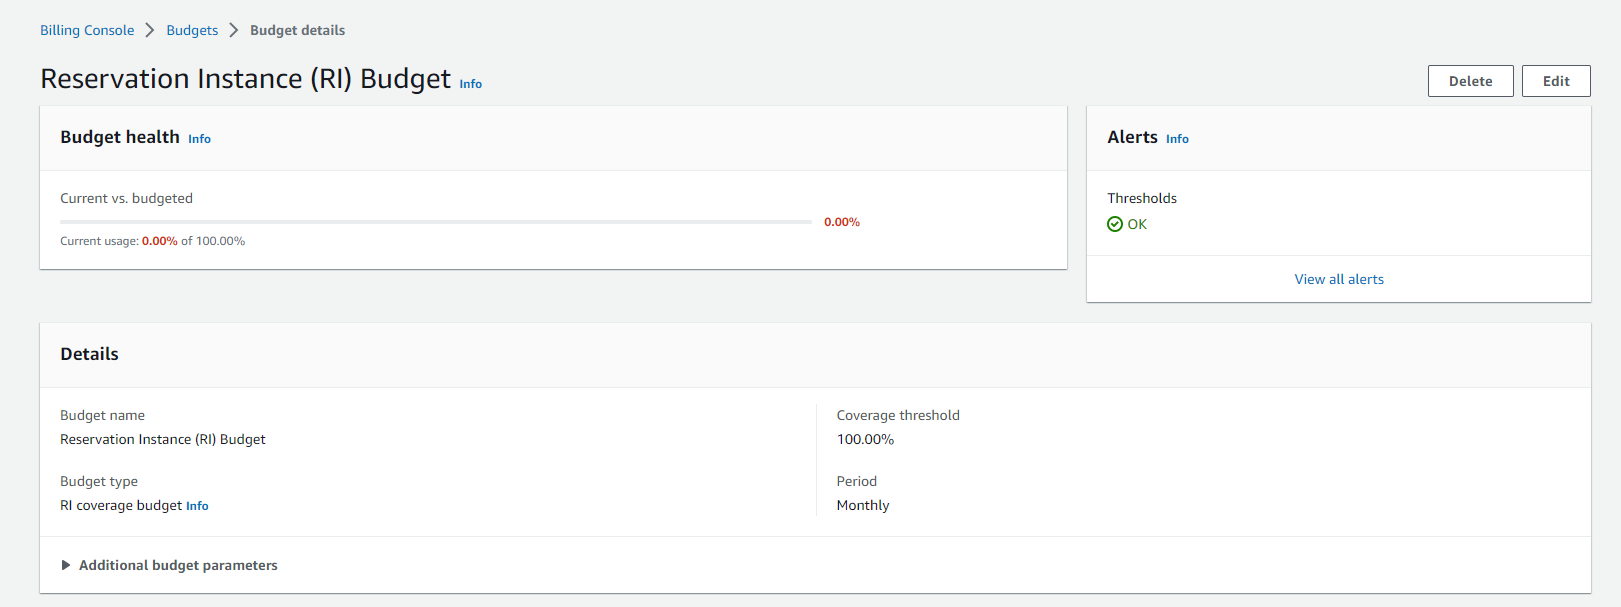 Billing Console > Budgets > Budget details
Reservation Instance (RI) Budget Info
Delete Edit
Budget health Info
Current vs. budgeted
0.00%
Current usage: 0.00% of 100.00%
Alerts Info
Thresholds
OK
View all alerts
Details
Budget name
Reservation Instance (RI) Budget
Budget type
RI coverage budget Info
Coverage threshold
100.00%
Period
Monthly
Additional budget parameters